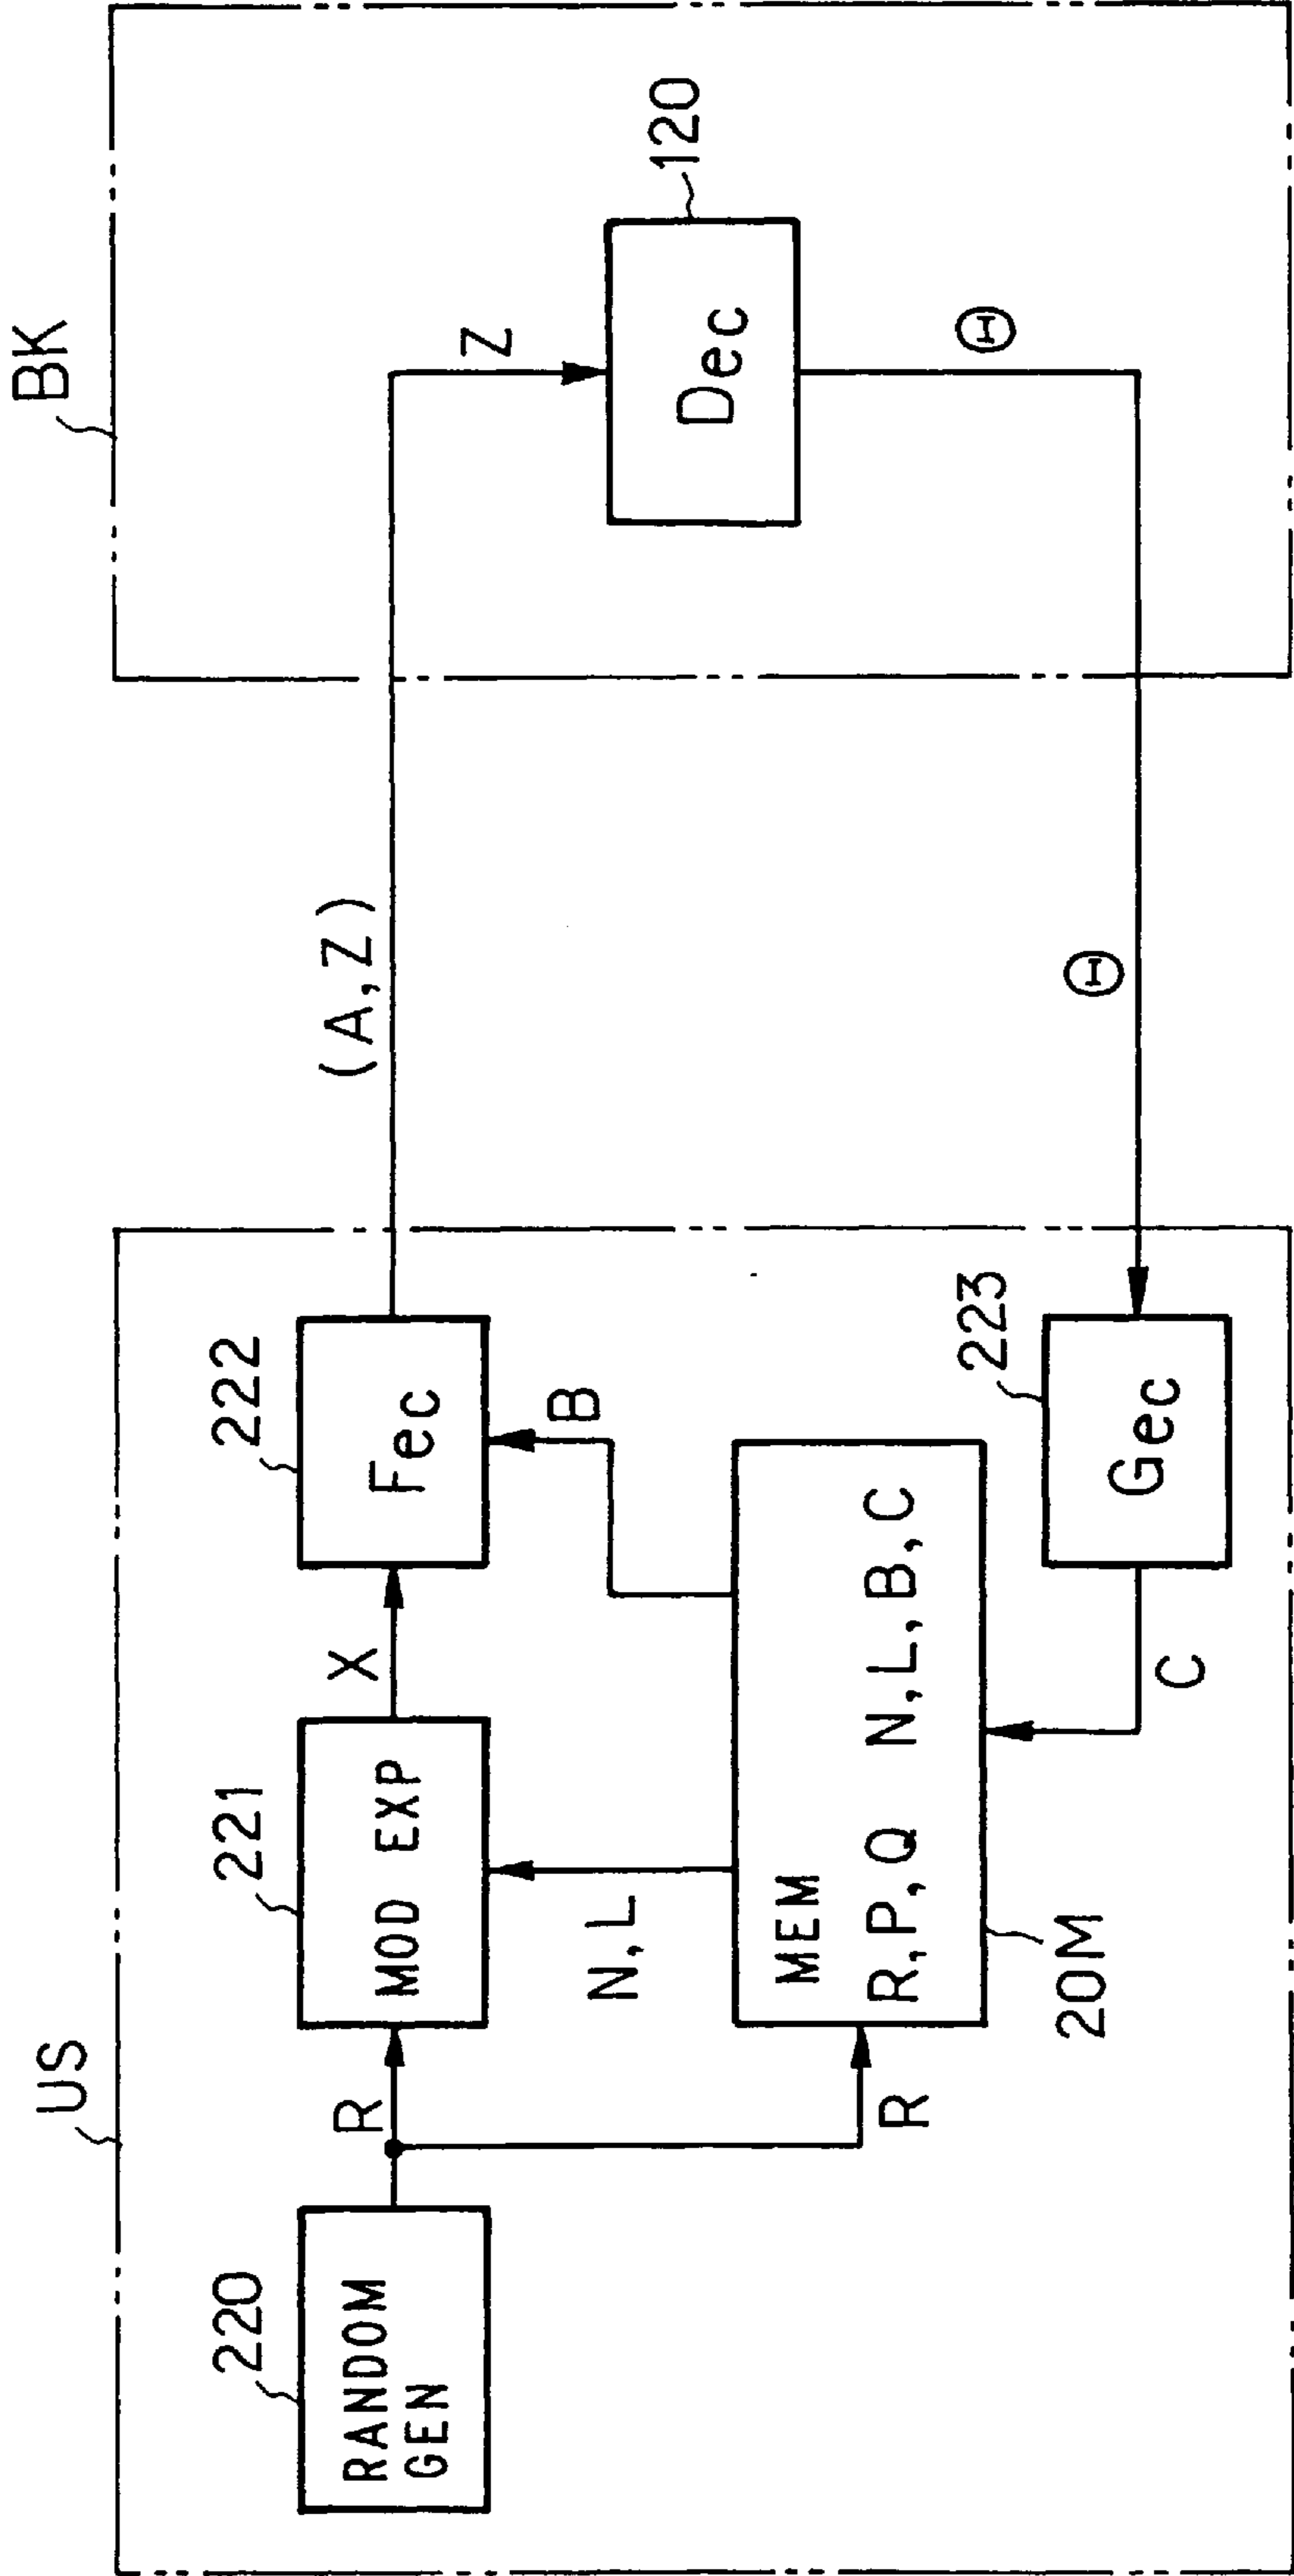 US
BK
220
221
222
RANDOM
GEN
R
MOD EXP
X
Fec
(A,Z)
Z
120
Dec
N,L
B
R
MEM
R,P,Q N,L,B,C
20M
223
Gec
C
Θ
Θ